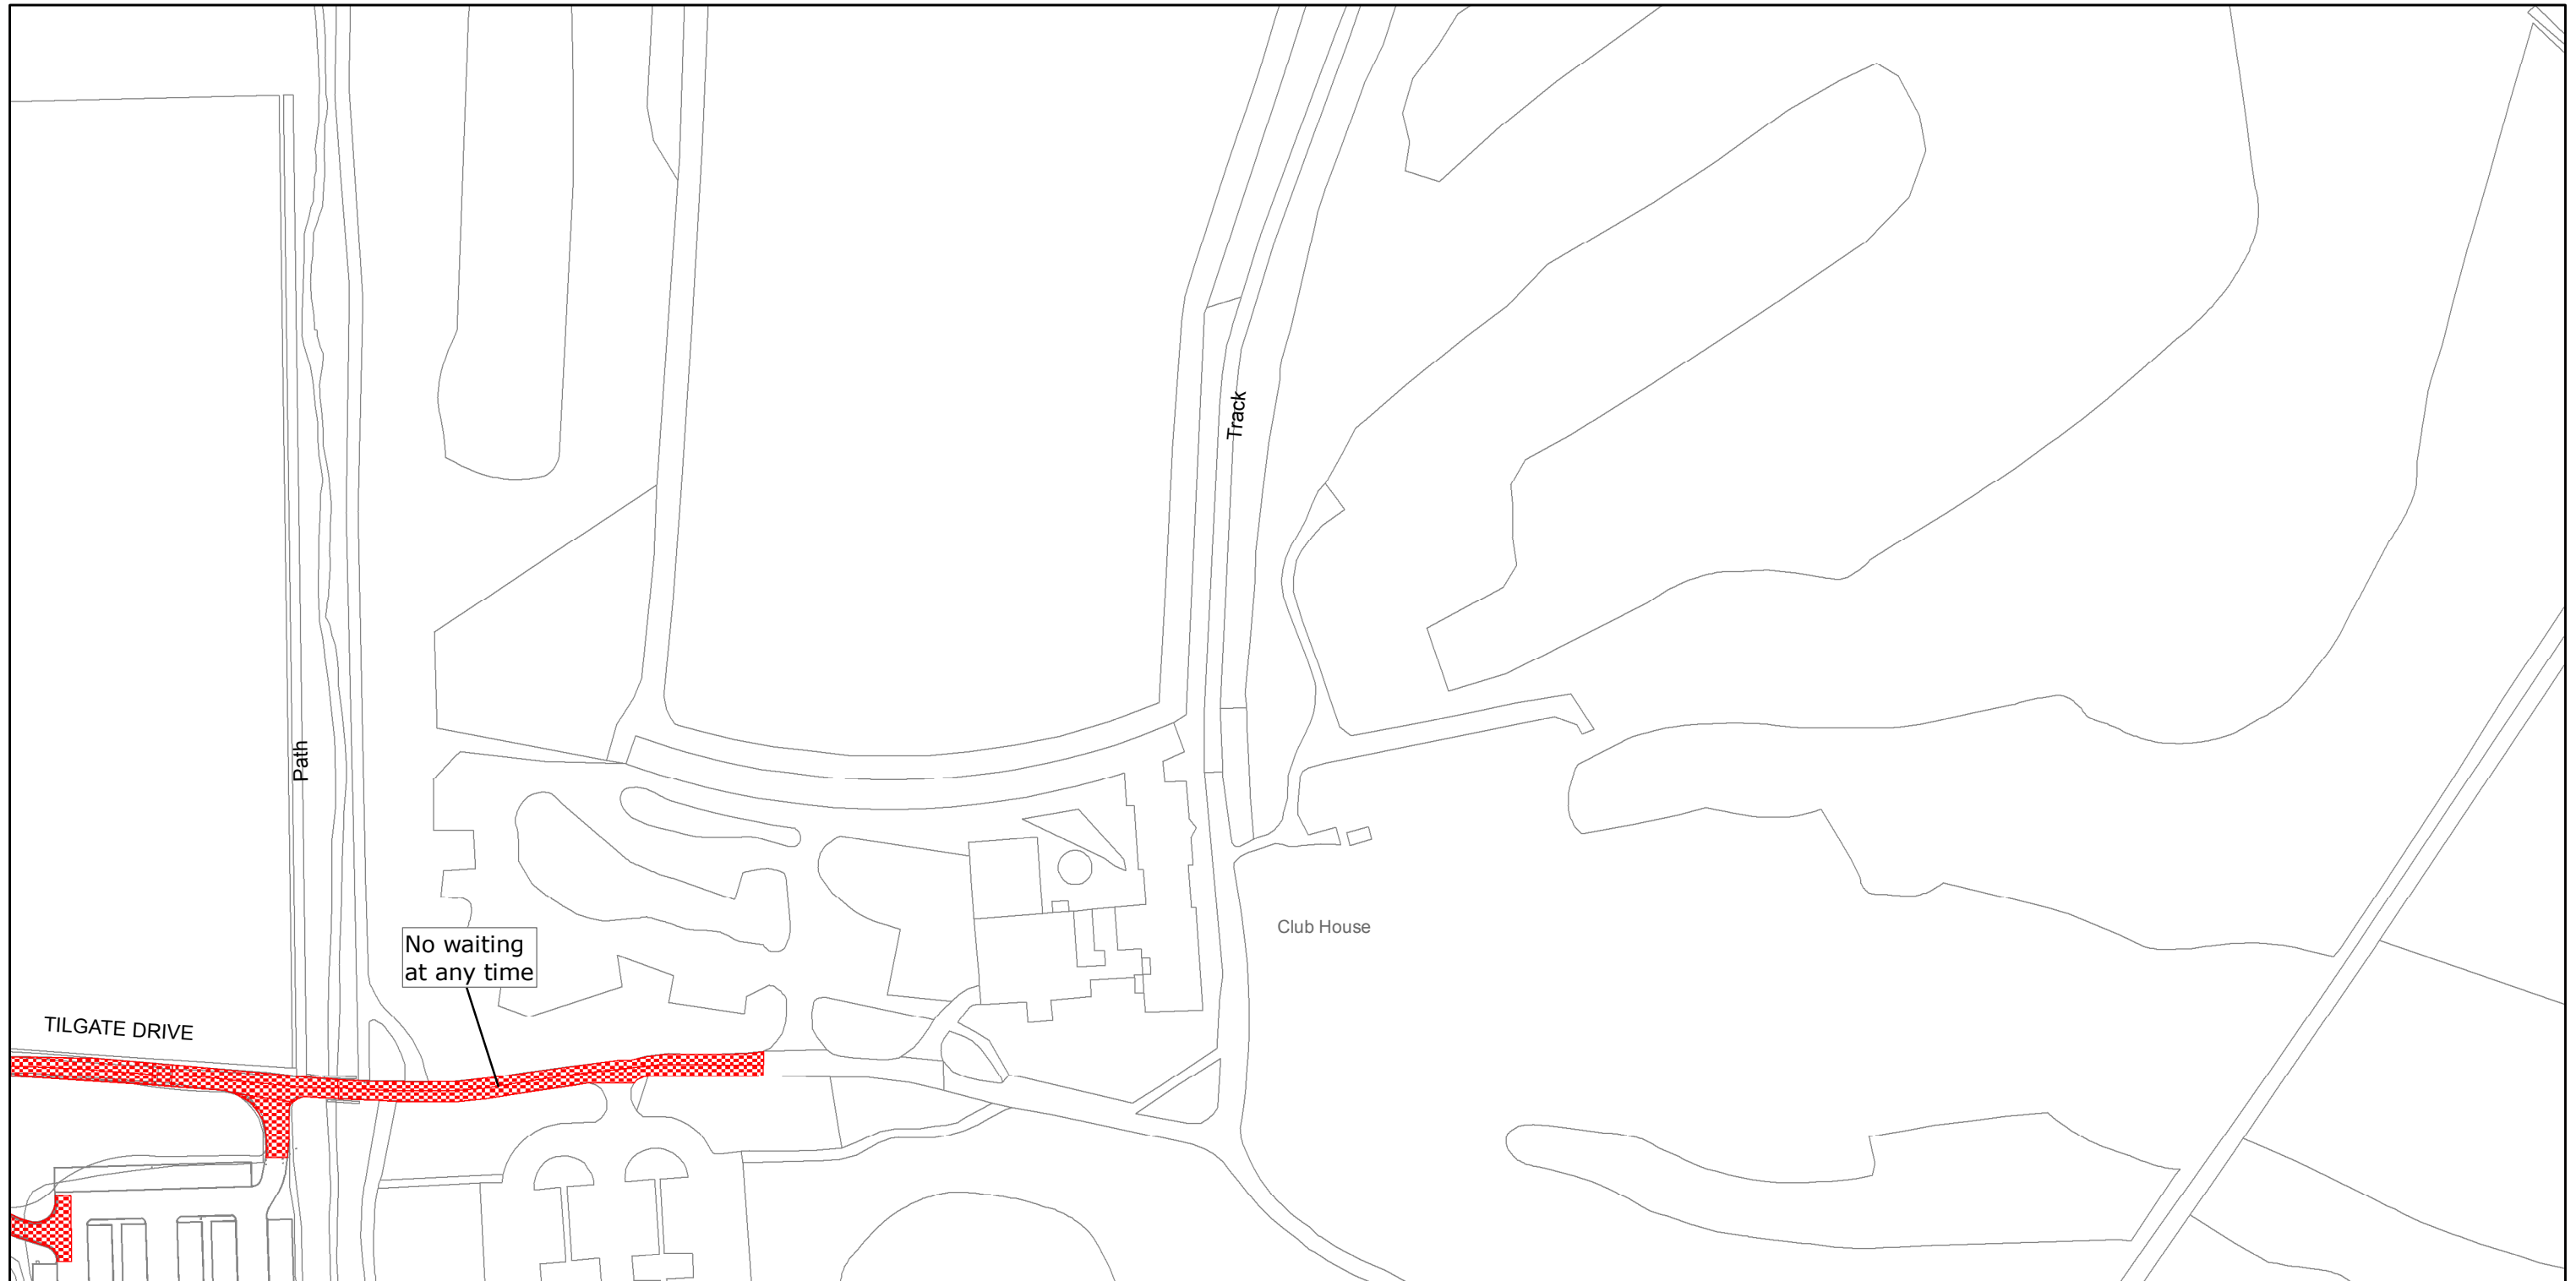 Track
Path
Club House
No waiting
at any time
TILGATE DRIVE